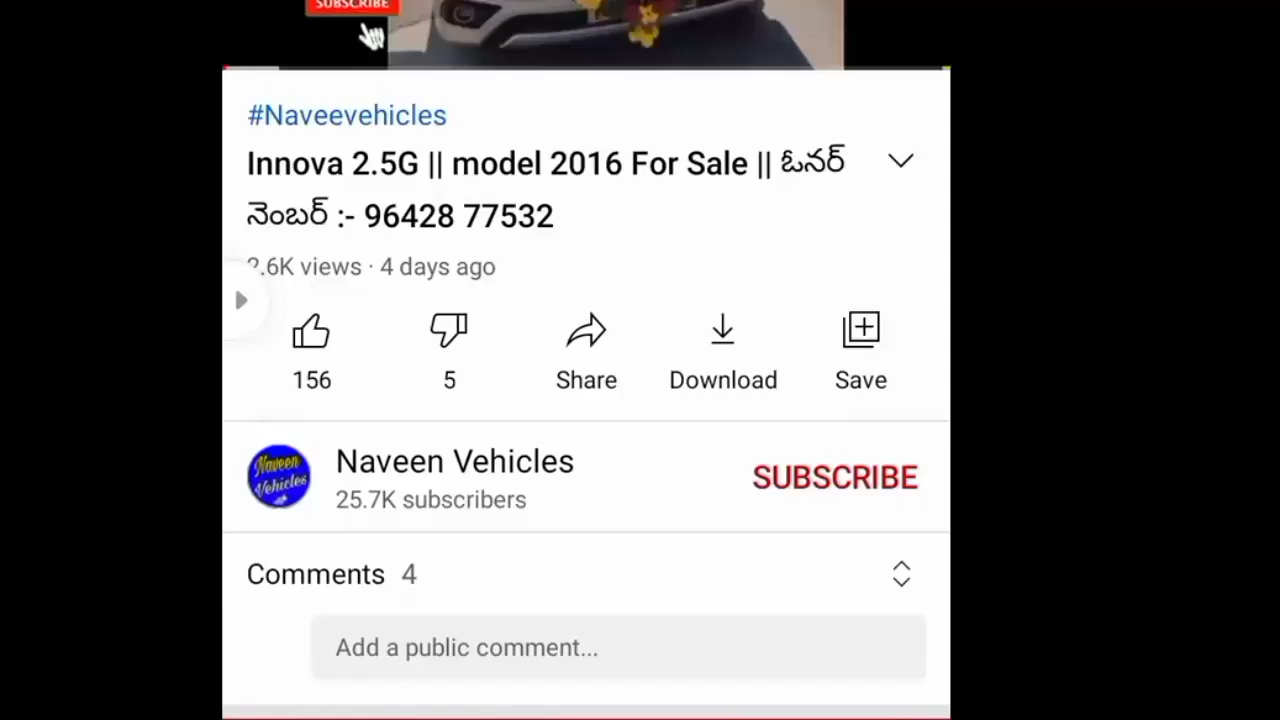 SUBSCRIBE
#Naveevehicles
Innova 2.5G || model 2016 For Sale || ఓనర్
నెంబర్ :- 96428 77532
2.6K views · 4 days ago
156
5
Share
Download
Save
Naveen Vehicles
Naveen Vehicles
25.7K subscribers
SUBSCRIBE
Comments 4
Add a public comment...